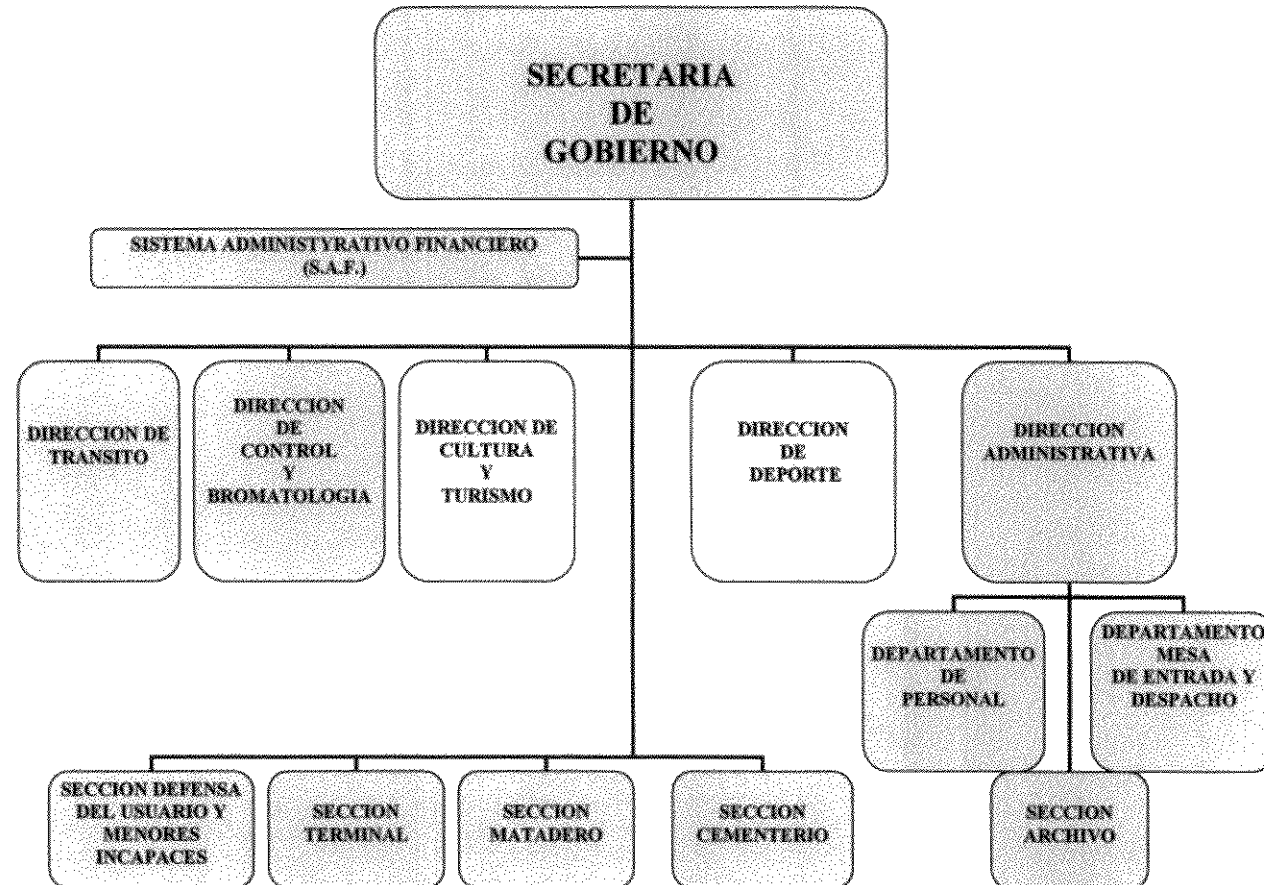 SECRETARIA
DE
GOBIERNO
SISTEMA ADMINISTYRATIVO FINANCIERO
(S.A.F.)
DIRECCION DE
TRANSITO
DIRECCION
DE
CONTROL
Y
BROMATOLOGIA
DIRECCION DE
CULTURA
Y
TURISMO
DIRECCION
DE
DEPORTE
DIRECCION
ADMINISTRATIVA
DEPARTAMENTO
DE
PERSONAL
DEPARTAMENTO
MESA
DE ENTRADA Y
DESPACHO
SECCION DEFENSA
DEL USUARIO Y
MENORES
INCAPACES
SECCION
TERMINAL
SECCION
MATADERO
SECCION
CEMENTERIO
SECCION
ARCHIVO